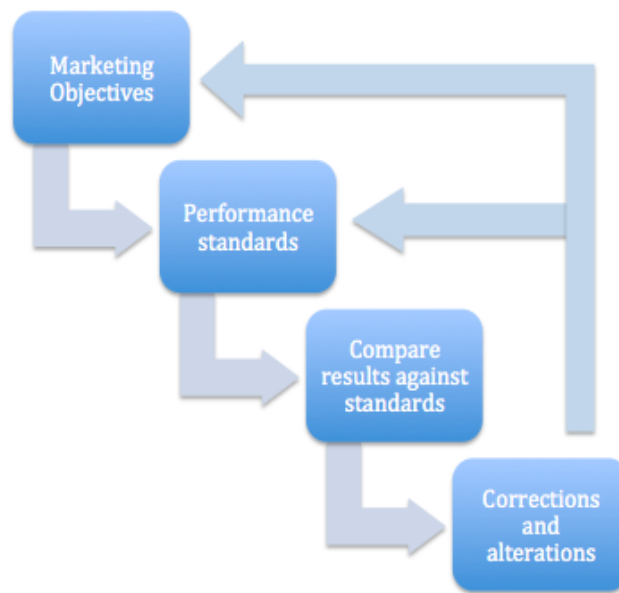 Marketing
Objectives
Performance
standards
Compare
results against
standards
Corrections
and
alterations